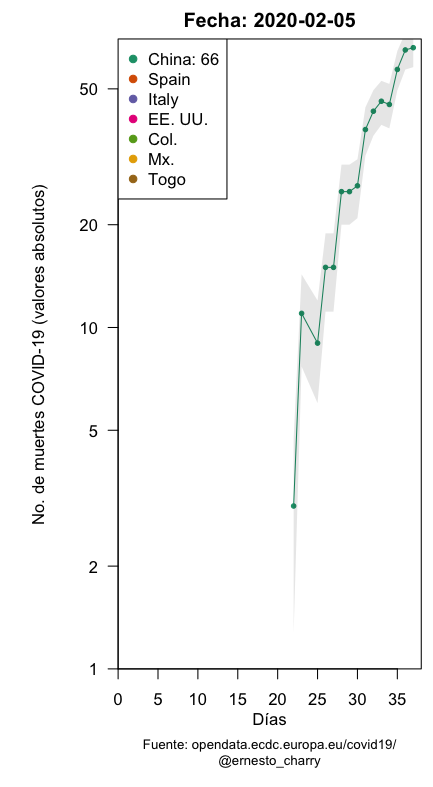 Fecha: 2020-02-05
China: 66
Spain
Italy
EE. UU.
Col.
Mx.
Togo
No. de muertes COVID-19 (valores absolutos)
50
20
10
5
2
1
0 5 10 15 20 25 30 35
Días
Fuente: opendata.ecdc.europa.eu/covid19/
@ernesto_charry